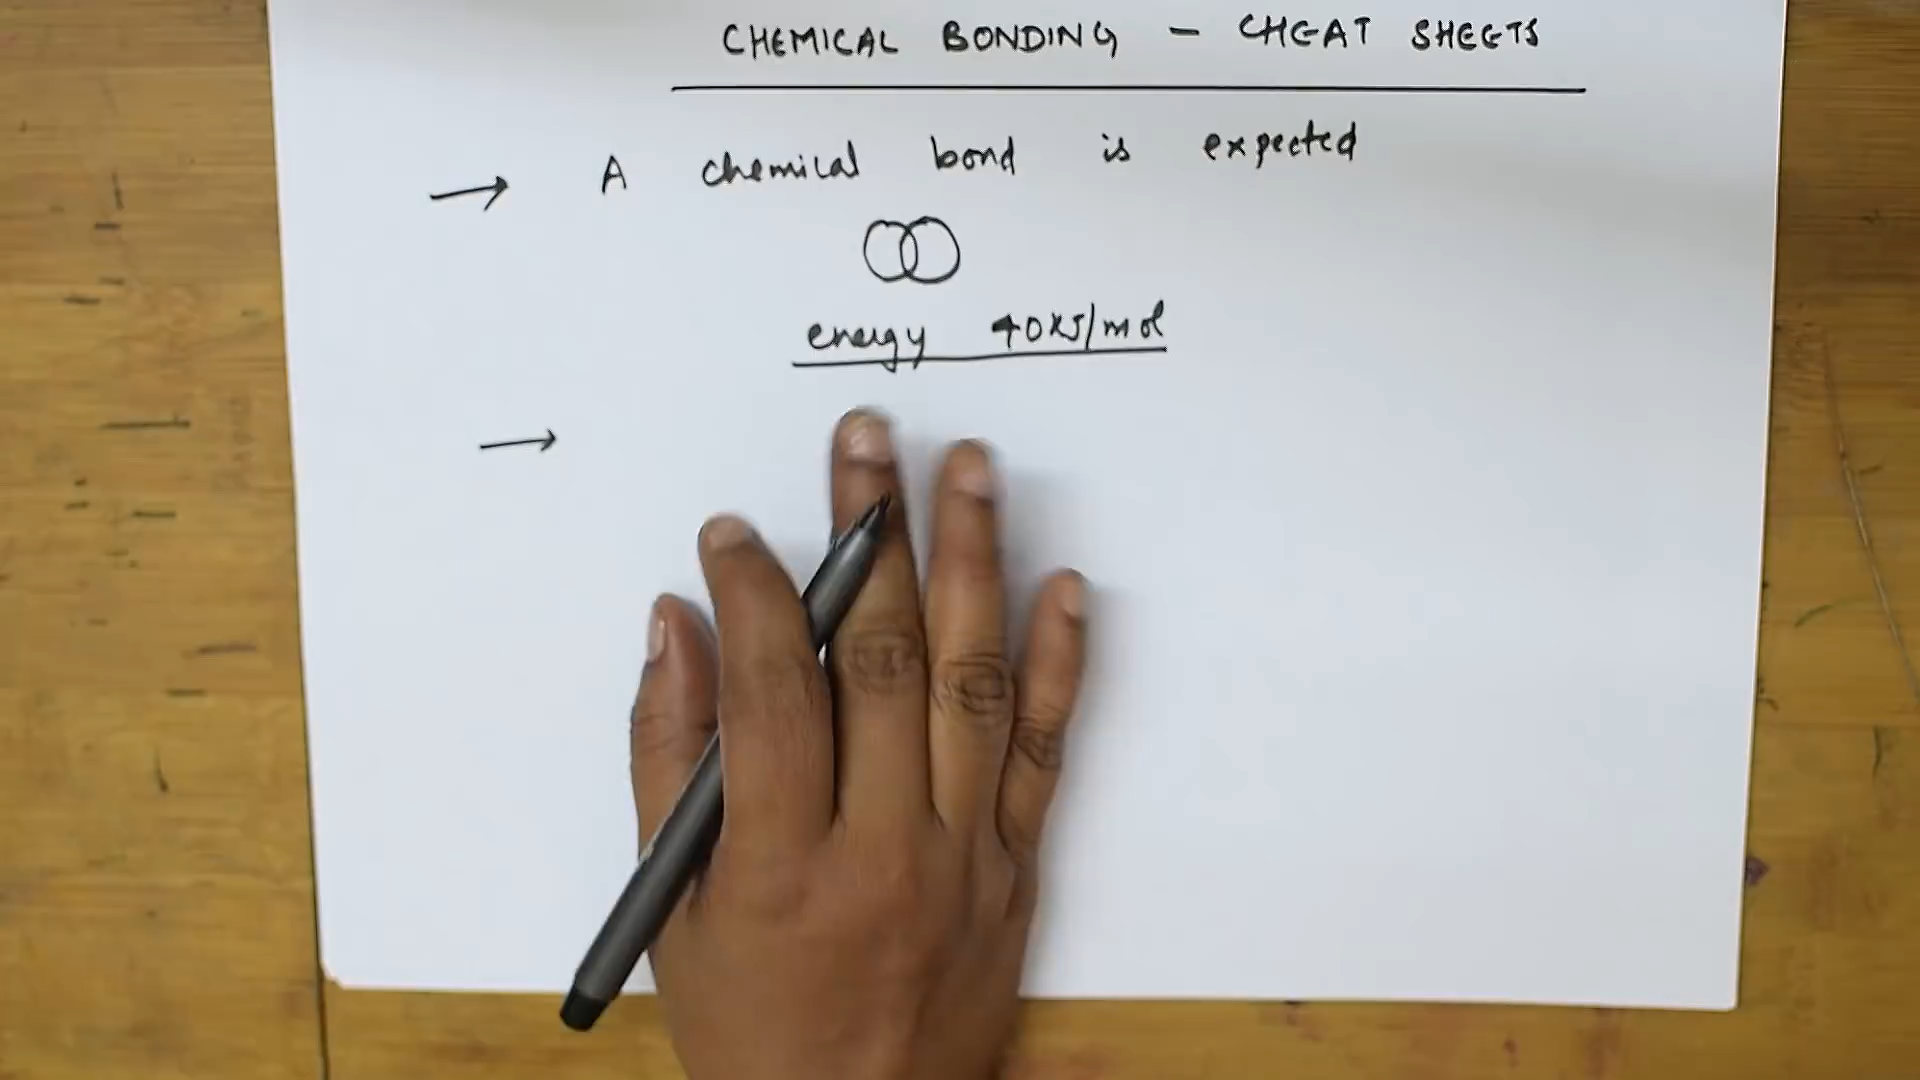 CHEMICAL BONDING - CHEAT SHEETS
→ A chemical bond is expected
energy 40KJ/mol
→